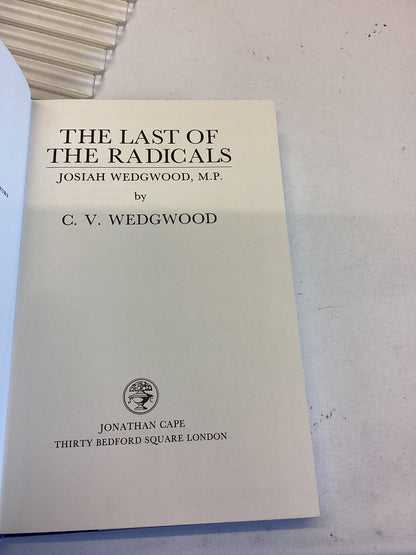 THE LAST OF
THE RADICALS
JOSIAH WEDGWOOD, M.P.
by
C. V. WEDGWOOD
JONATHAN CAPE
THIRTY BEDFORD SQUARE LONDON